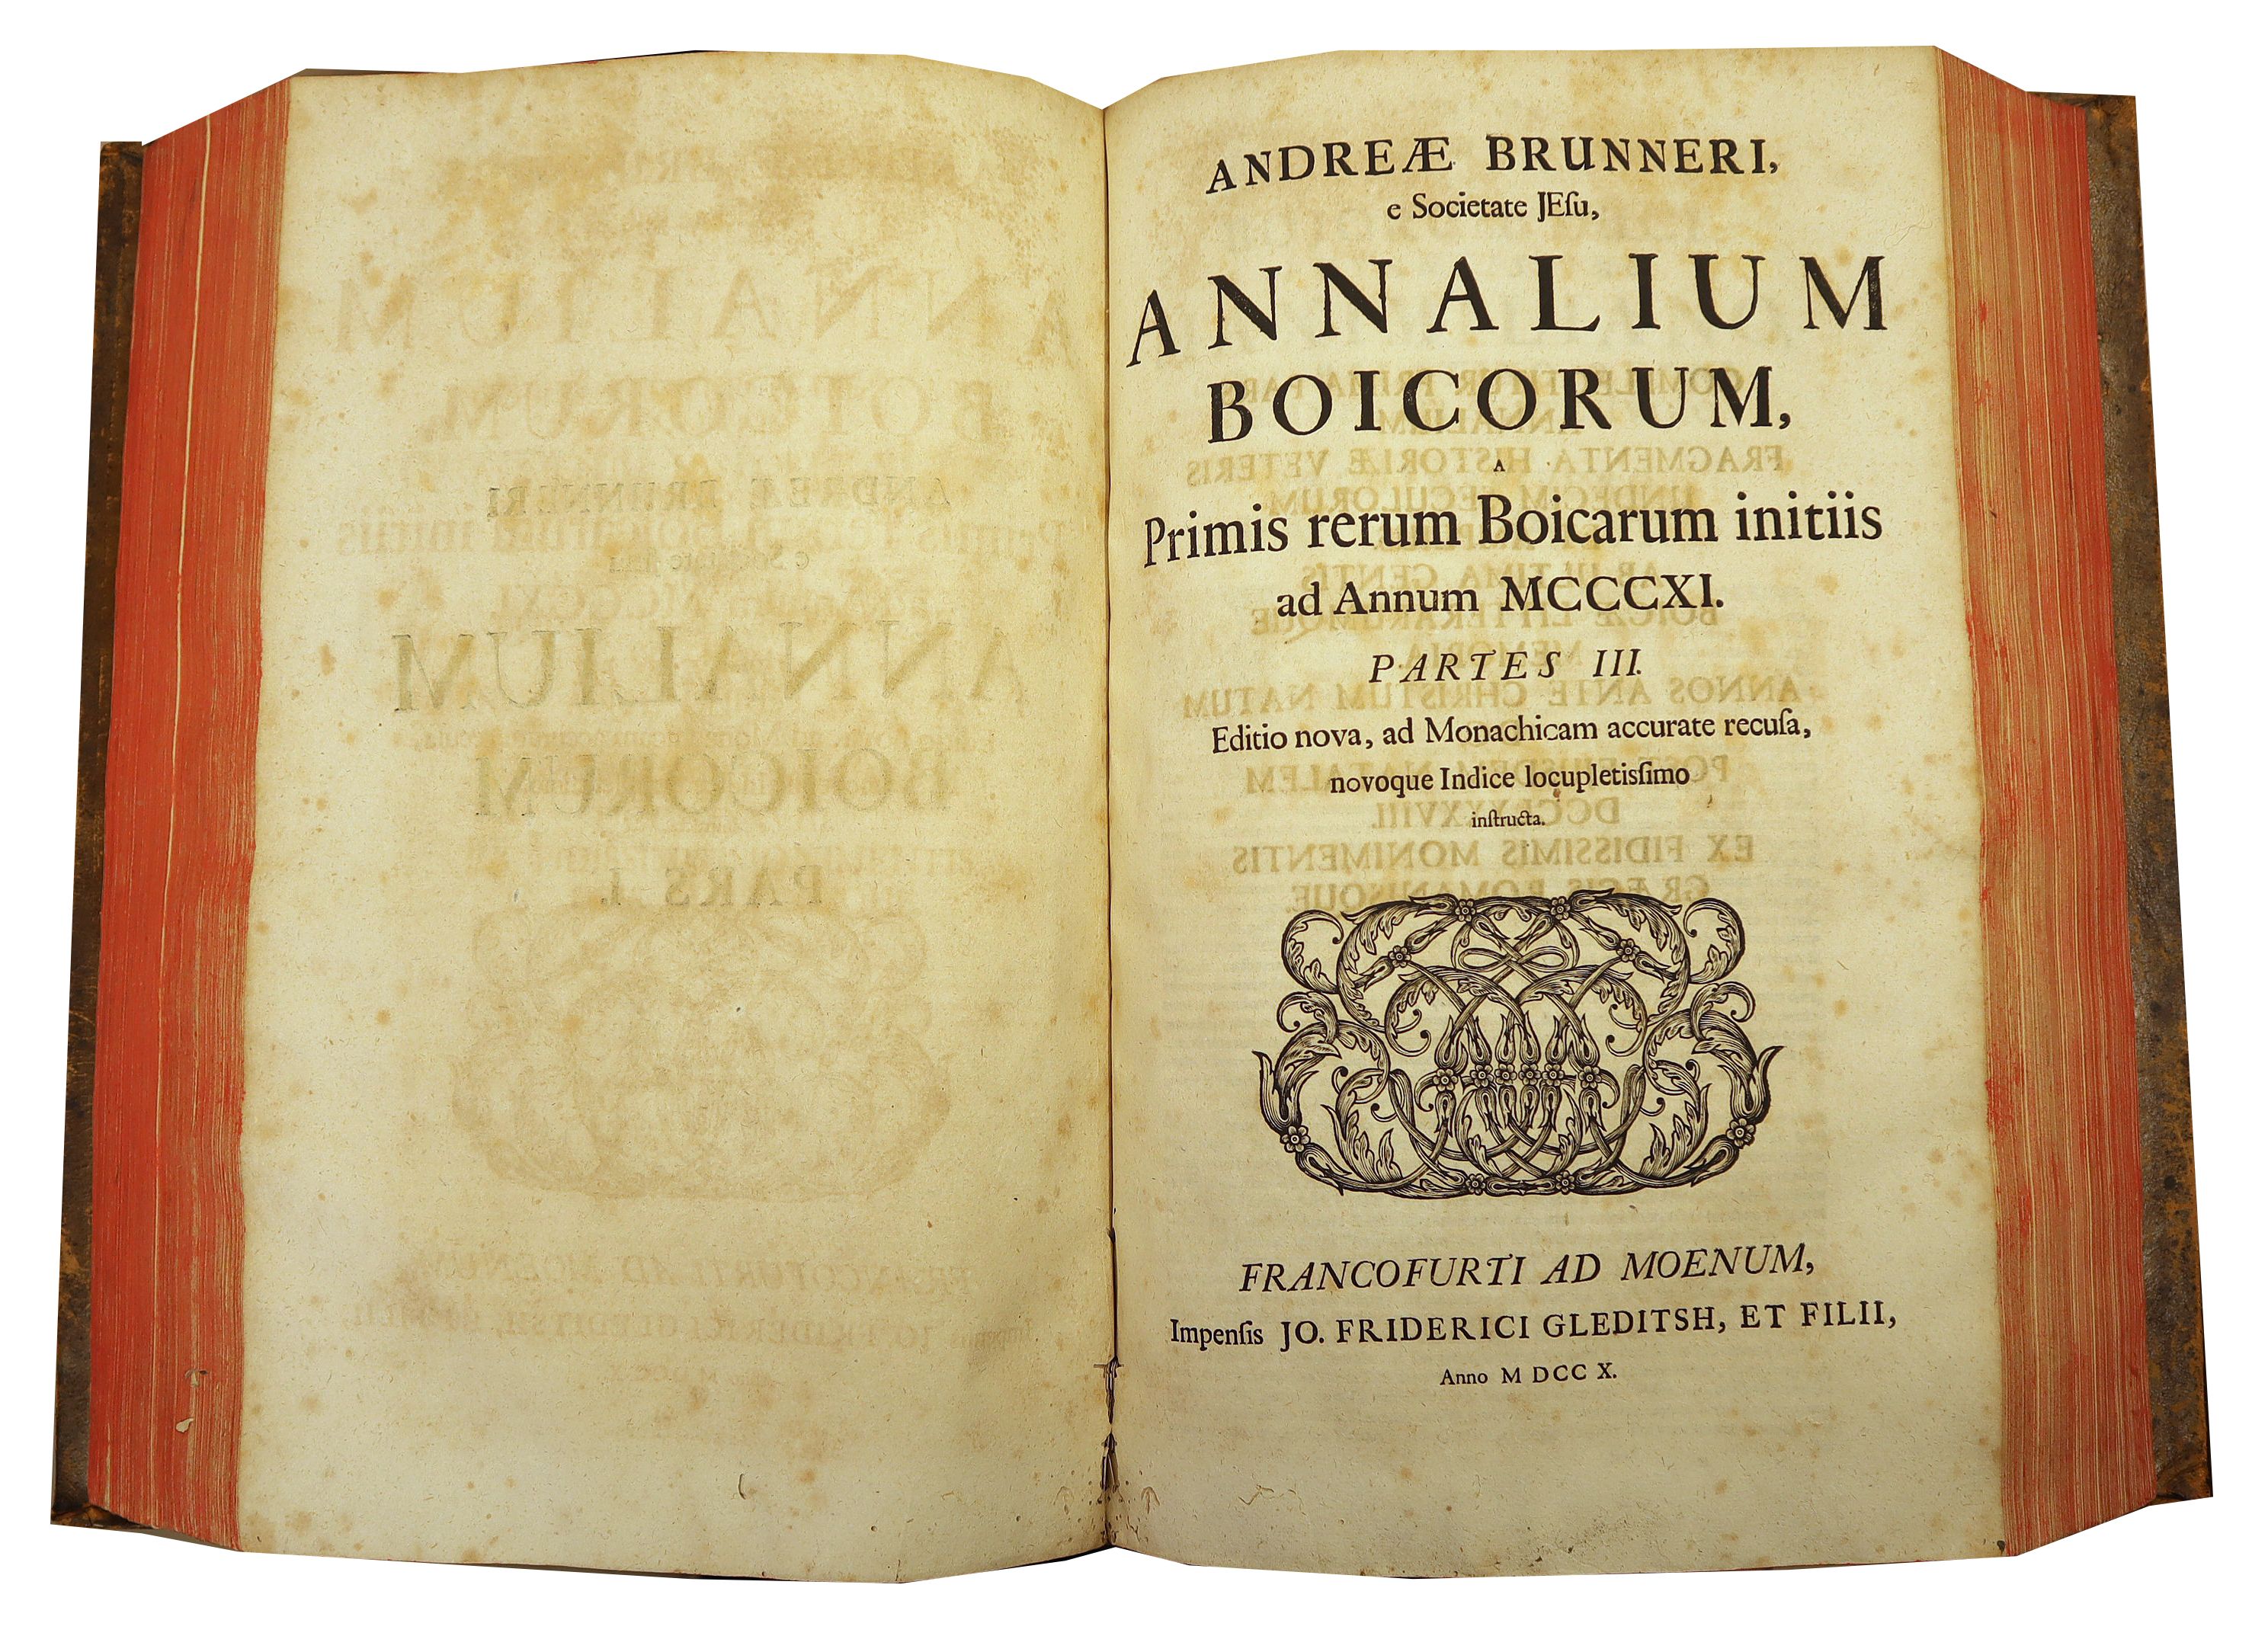 ANDREÆ BRUNNERI,
e Societate JEſu,
ANNALIUM
BOICORUM,
A
Primis rerum Boicarum initiis
ad Annum MCCCXI.
PARTES III.
Editio nova, ad Monachicam accurate recuſa,
novoque Indice locupletiſſimo
inſtructa.
FRANCOFURTI AD MOENUM,
Impenſis JO. FRIDERICI GLEDITSH, ET FILII,
Anno M DCC X.